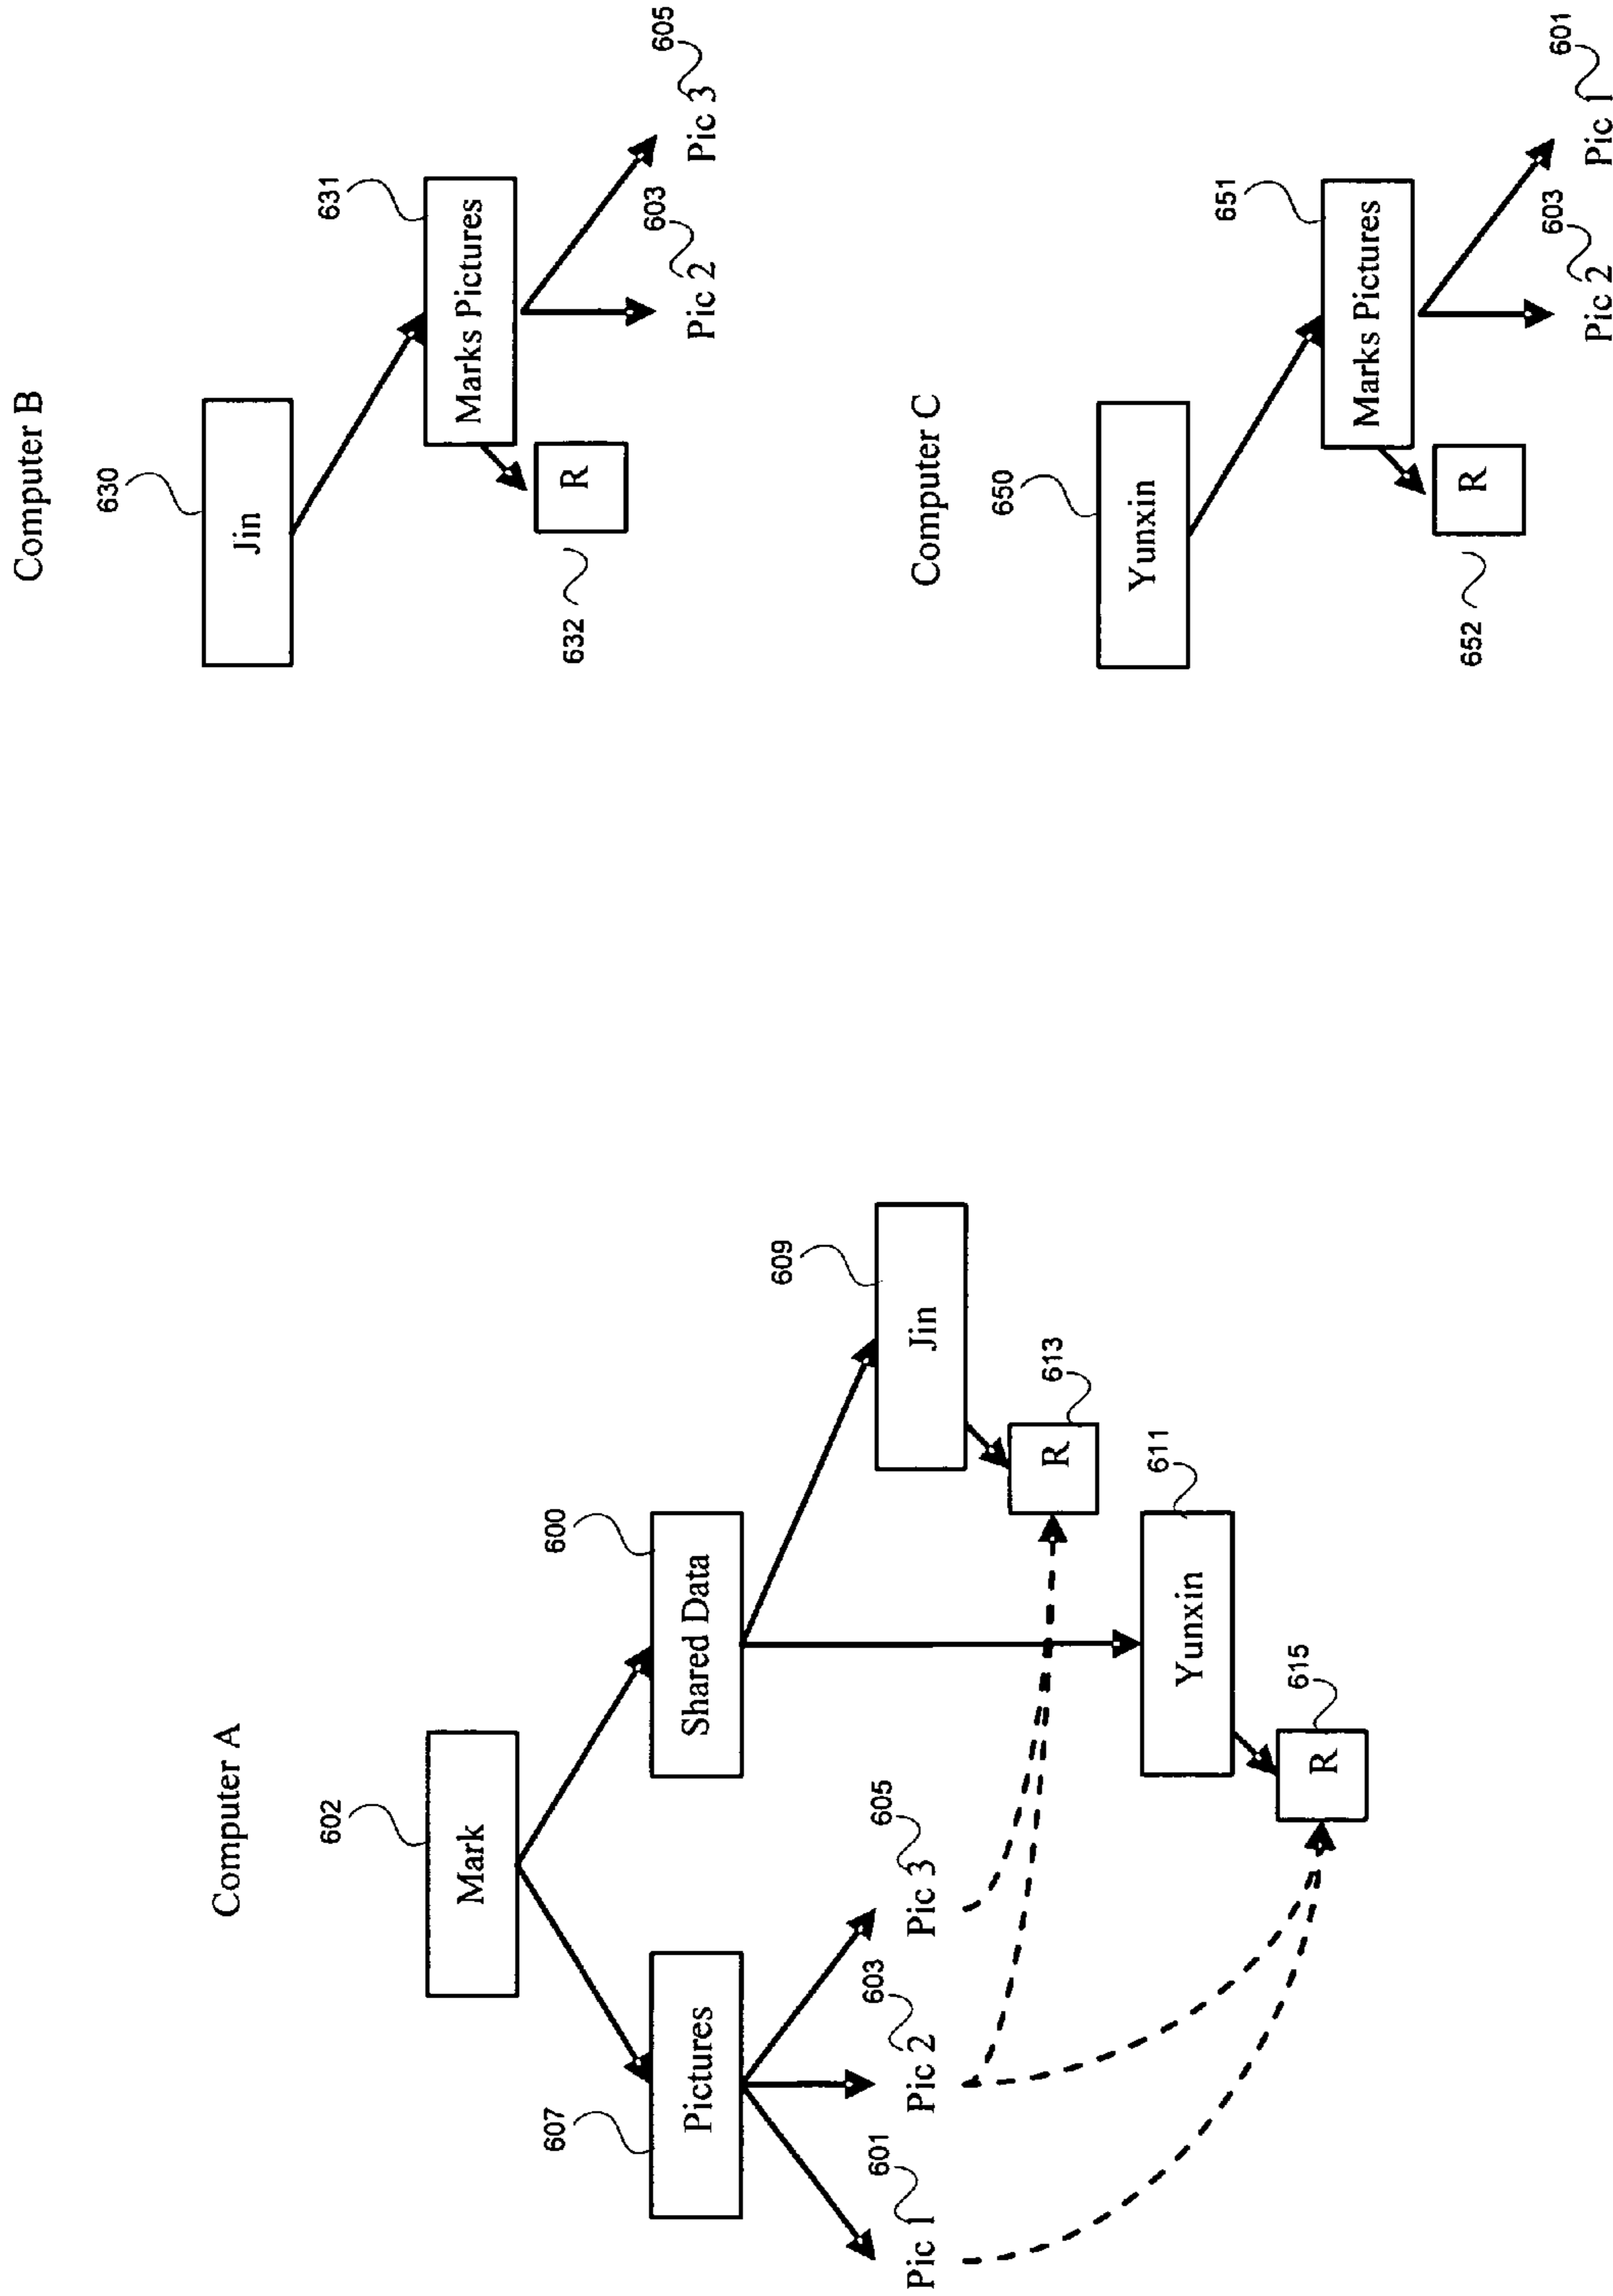 Computer A
602
Mark
607
Pictures
600
Shared Data
601
Pic 1
603
Pic 2
605
Pic 3
609
Jin
613
R
611
Yunxin
615
R
Computer B
630
Jin
631
Marks Pictures
632
R
603
Pic 2
605
Pic 3
Computer C
650
Yunxin
651
Marks Pictures
652
R
603
Pic 2
601
Pic 1